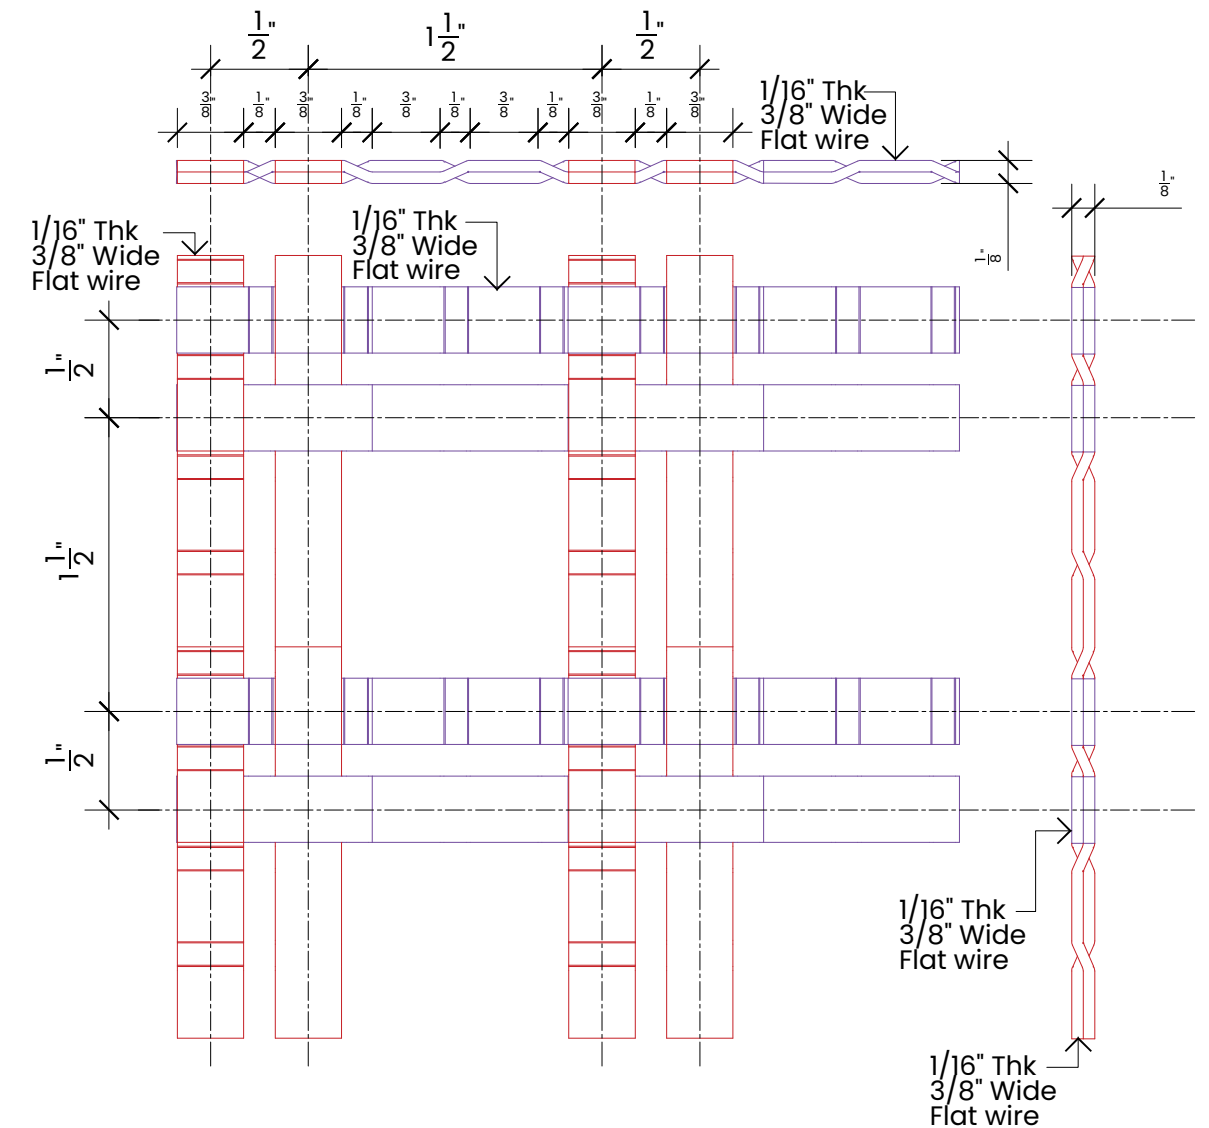 1/2" 1 1/2" 1/2"
3/8" 1/8" 3/8" 1/8" 3/8" 1/8" 3/8" 1/8" 3/8" 1/8" 3/8"
1/16" Thk
3/8" Wide
Flat wire
1/8"
1/8"
1/16" Thk
3/8" Wide
Flat wire
1/16" Thk
3/8" Wide
Flat wire
1/2"
1 1/2"
1/2"
1/16" Thk
3/8" Wide
Flat wire
1/16" Thk
3/8" Wide
Flat wire